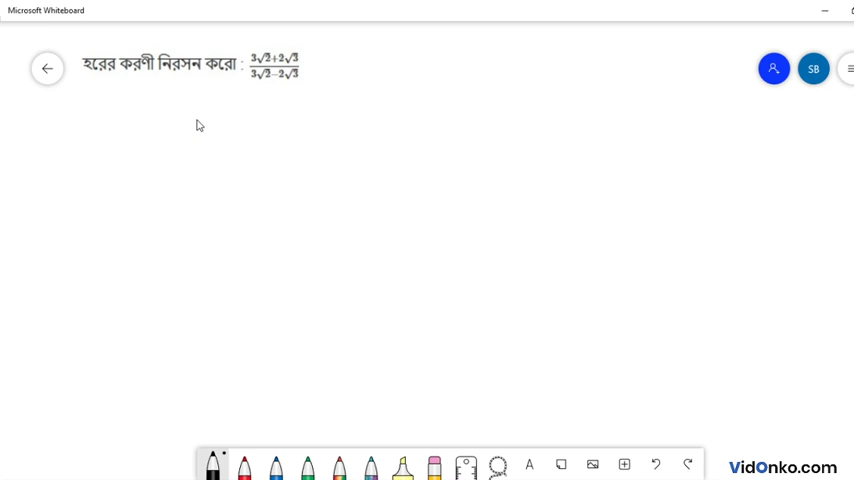 Microsoft Whiteboard
হরের করণী নিরসন করো : (3√2+2√3)/(3√2−2√3)
SB
A
VidOnko.com